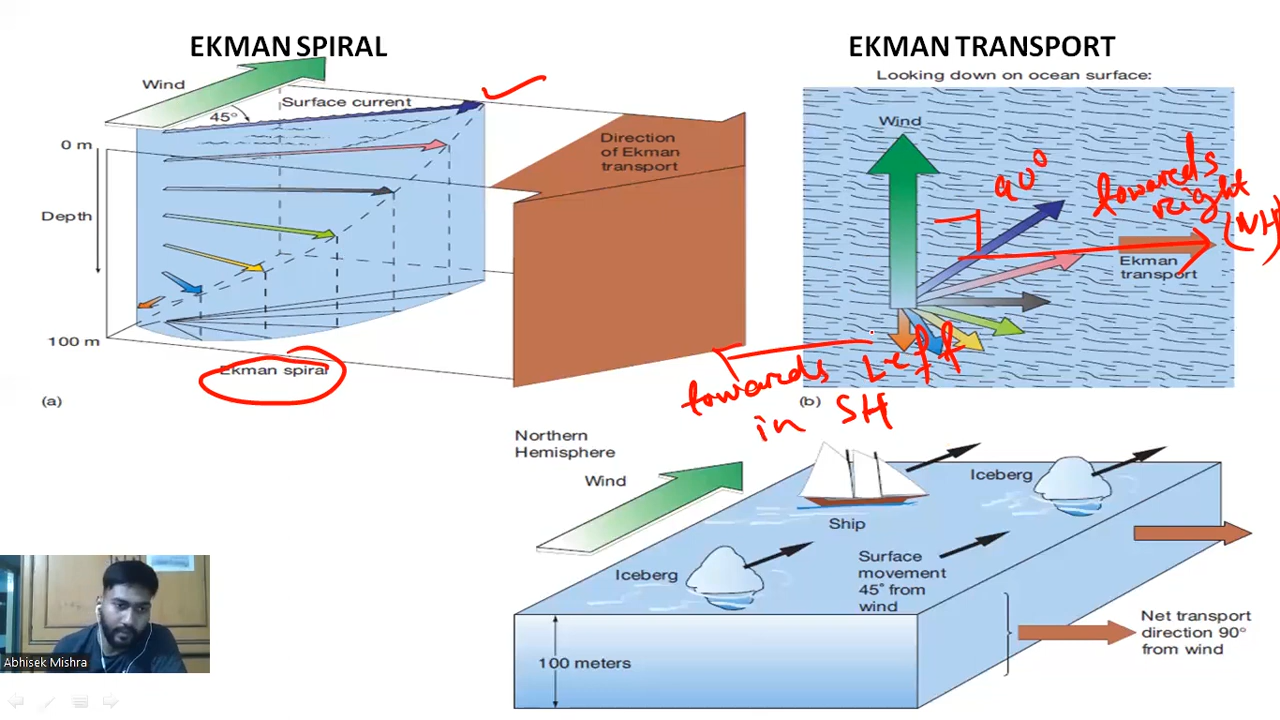 EKMAN SPIRAL
Wind
Surface current
45°
0 m
Depth
100 m
Direction
of Ekman
transport
Ekman spiral
(a)
EKMAN TRANSPORT
Looking down on ocean surface:
Wind
90°
towards
right
(NH)
Ekman
transport
towards Left
in SH
(b)
Northern
Hemisphere
Wind
Ship
Iceberg
Iceberg
Surface
movement
45° from
wind
100 meters
Net transport
direction 90°
from wind
Abhisek Mishra